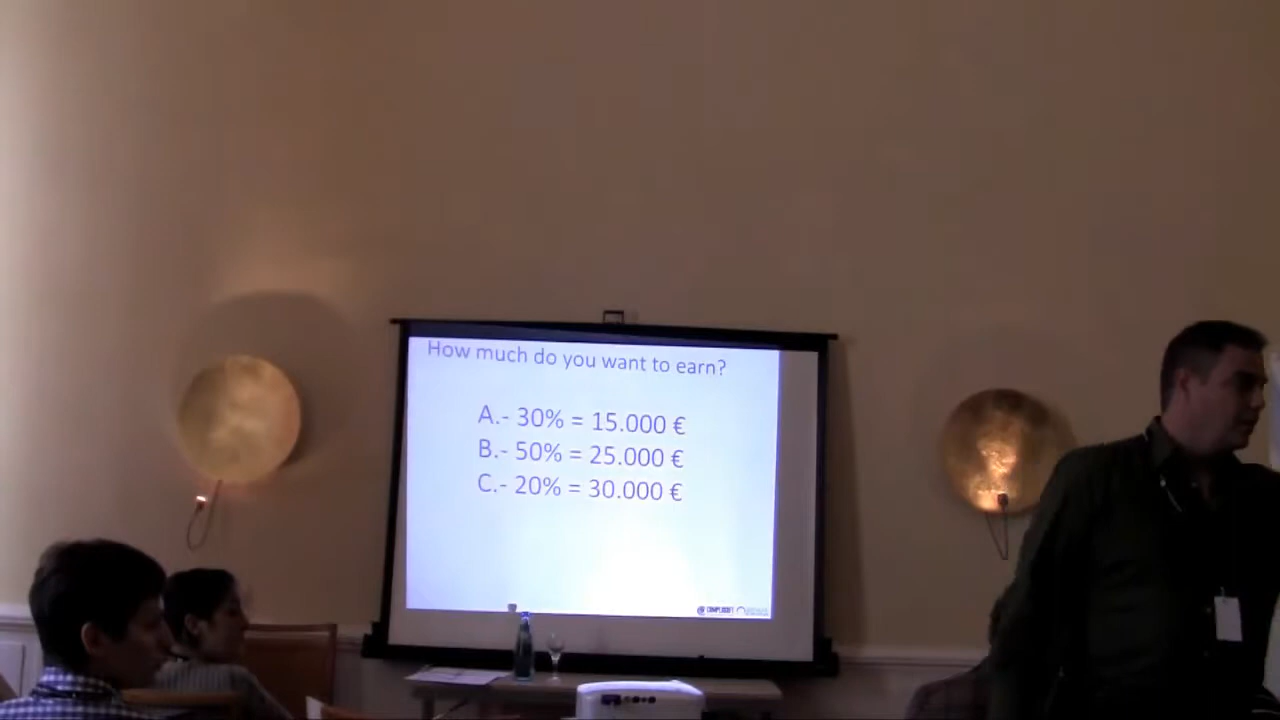 How much do you want to earn?
A.- 30% = 15.000 €
B.- 50% = 25.000 €
C.- 20% = 30.000 €